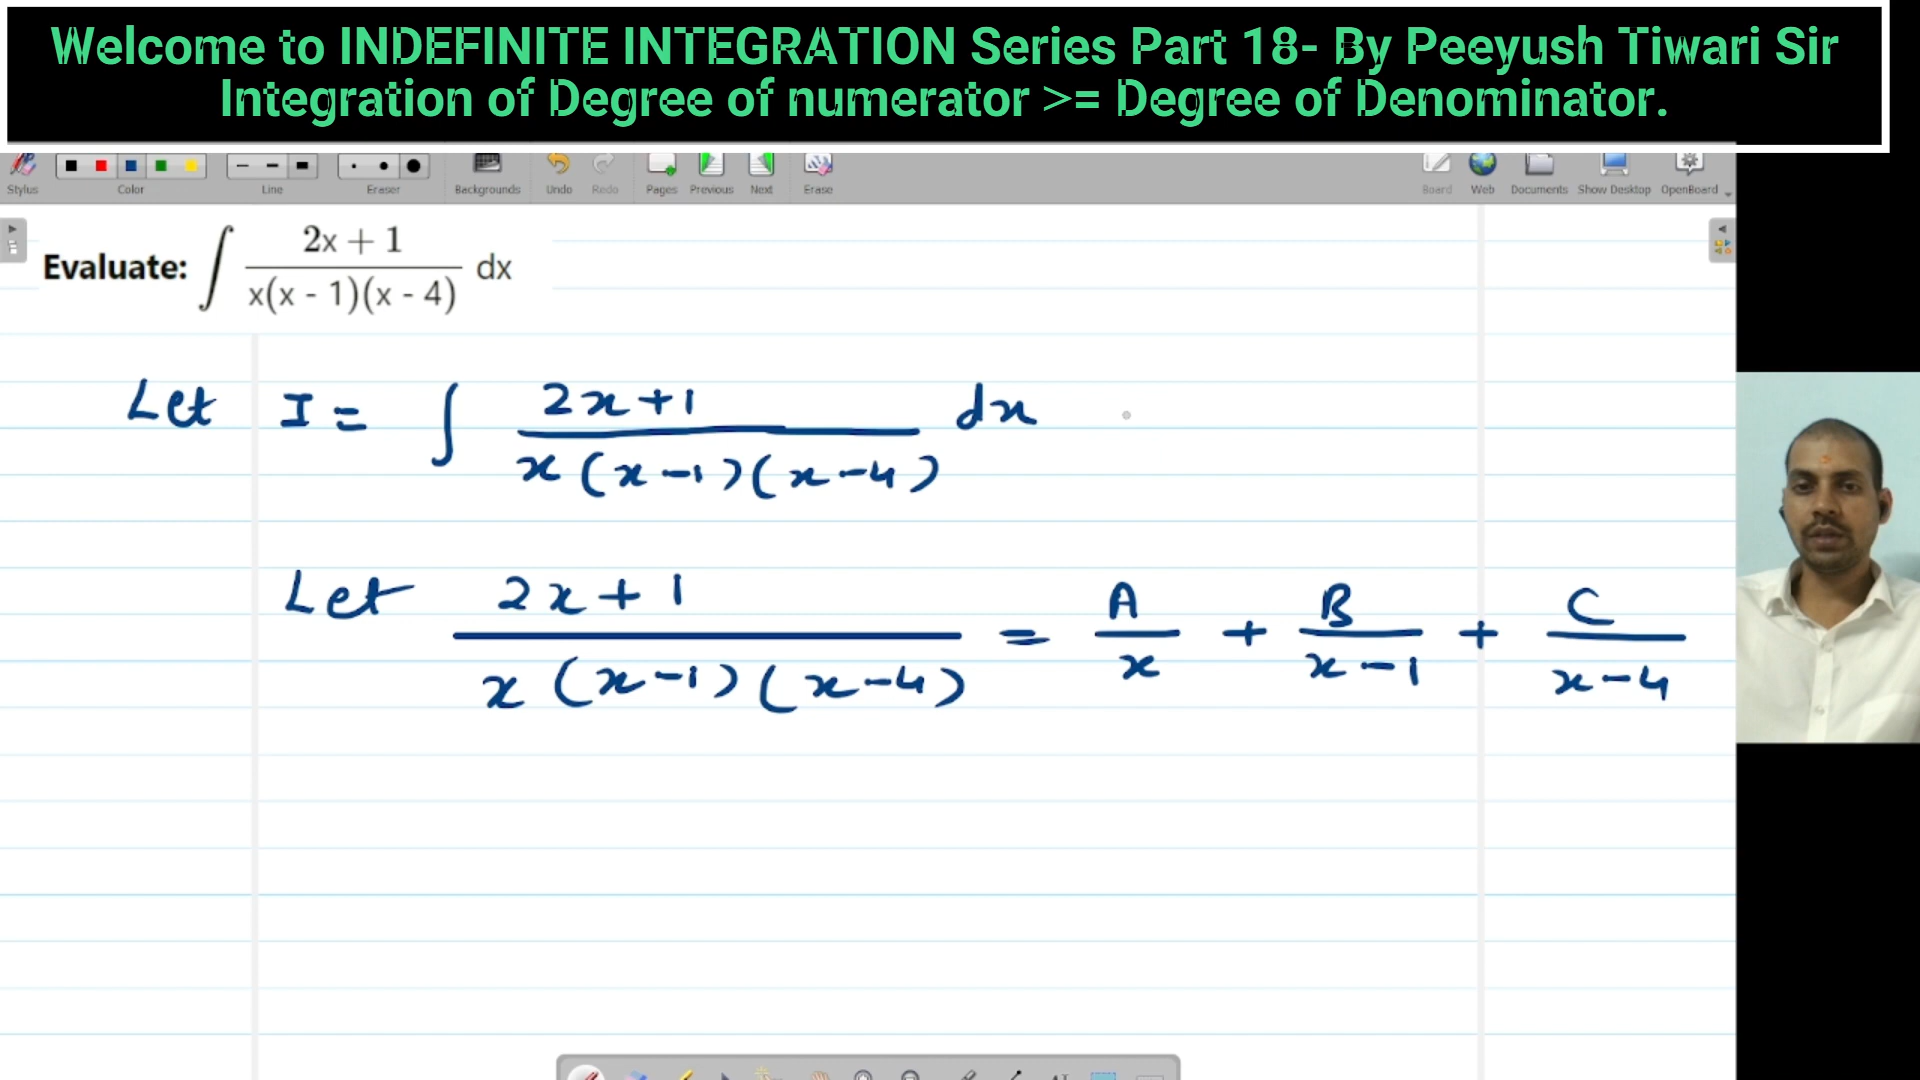 Welcome to INDEFINITE INTEGRATION Series Part 18- By Peeyush Tiwari Sir
Integration of Degree of numerator >= Degree of Denominator.
Stylus Color Line Eraser Backgrounds Undo Redo Pages Previous Next Erase Board Web Documents Show Desktop OpenBoard
Evaluate: ∫ (2x + 1)/(x(x - 1)(x - 4)) dx
Let I = ∫ (2x+1)/(x(x-1)(x-4)) dx
Let (2x+1)/(x(x-1)(x-4)) = A/x + B/(x-1) + C/(x-4)